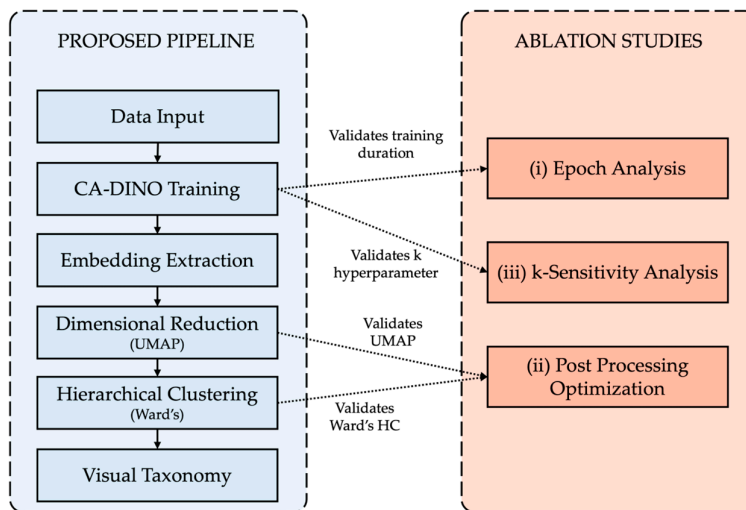 PROPOSED PIPELINE
Data Input
CA-DINO Training
Embedding Extraction
Dimensional Reduction
(UMAP)
Hierarchical Clustering
(Ward's)
Visual Taxonomy
Validates training
duration
Validates k
hyperparameter
Validates
UMAP
Validates
Ward's HC
ABLATION STUDIES
(i) Epoch Analysis
(iii) k-Sensitivity Analysis
(ii) Post Processing
Optimization